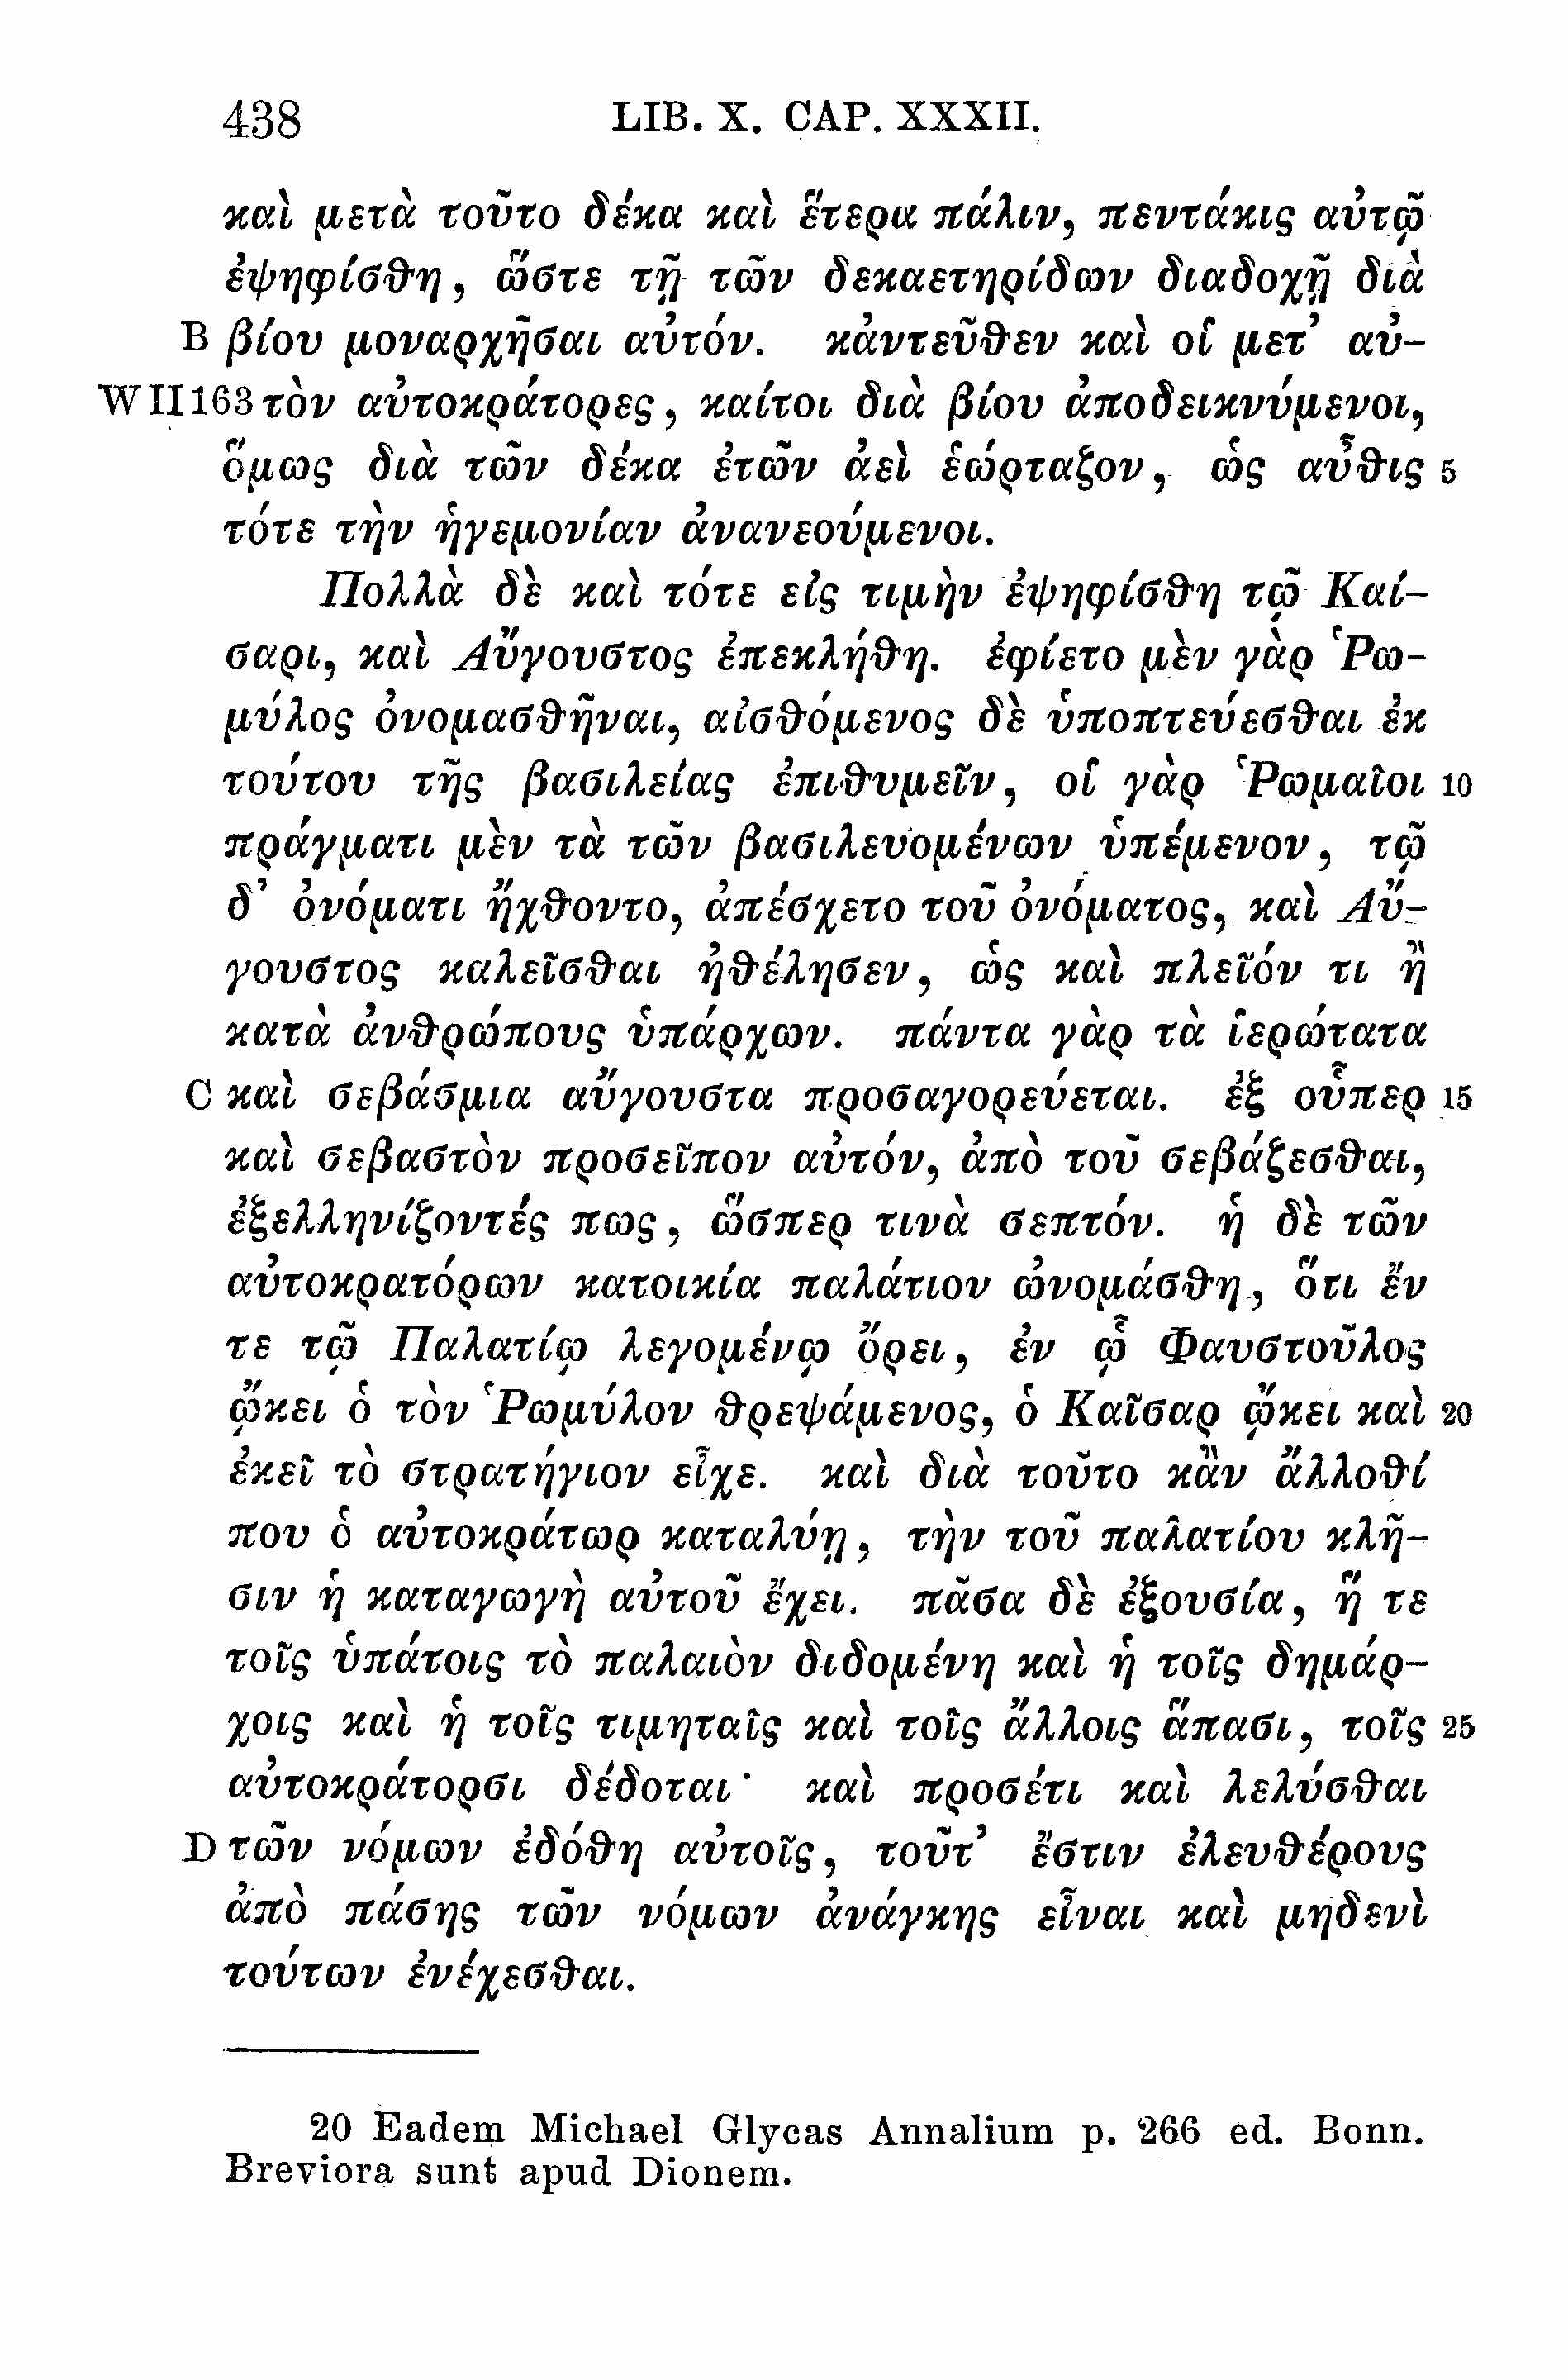 438 LIB. X. CAP. XXXII.
καὶ μετὰ τοῦτο δέκα καὶ ἕτερα πάλιν, πεντάκις αὐτῷ
ἐψηφίσθη, ὥστε τῇ τῶν δεκαετηρίδων διαδοχῇ διὰ
B βίου μοναρχῆσαι αὐτόν. κἀντεῦθεν καὶ οἱ μετ’ αὐ-
W II 163 τὸν αὐτοκράτορες, καίτοι διὰ βίου ἀποδεικνύμενοι,
ὅμως διὰ τῶν δέκα ἐτῶν ἀεὶ ἑώρταζον, ὡς αὖθις 5
τότε τὴν ἡγεμονίαν ἀνανεούμενοι.
Πολλὰ δὲ καὶ τότε εἰς τιμὴν ἐψηφίσθη τῷ Καί-
σαρι, καὶ Αὔγουστος ἐπεκλήθη. ἐφίετο μὲν γὰρ Ῥω-
μύλος ὀνομασθῆναι, αἰσθόμενος δὲ ὑποπτεύεσθαι ἐκ
τούτου τῆς βασιλείας ἐπιθυμεῖν, οἱ γὰρ Ῥωμαῖοι 10
πράγματι μὲν τὰ τῶν βασιλευομένων ὑπέμενον, τῷ
δ’ ὀνόματι ἤχθοντο, ἀπέσχετο τοῦ ὀνόματος, καὶ Αὔ-
γουστος καλεῖσθαι ἠθέλησεν, ὡς καὶ πλεῖόν τι ἢ
κατὰ ἀνθρώπους ὑπάρχων. πάντα γὰρ τὰ ἱερώτατα
C καὶ σεβάσμια αὔγουστα προσαγορεύεται. ἐξ οὗπερ 15
καὶ σεβαστὸν προσεῖπον αὐτόν, ἀπὸ τοῦ σεβάζεσθαι,
ἐξελληνίζοντές πως, ὥσπερ τινὰ σεπτόν. ἡ δὲ τῶν
αὐτοκρατόρων κατοικία παλάτιον ὠνομάσθη, ὅτι ἔν
τε τῷ Παλατίῳ λεγομένῳ ὄρει, ἐν ᾧ Φαυστοῦλος
ᾤκει ὁ τὸν Ῥωμύλον θρεψάμενος, ὁ Καῖσαρ ᾤκει καὶ 20
ἐκεῖ τὸ στρατήγιον εἶχε. καὶ διὰ τοῦτο κἂν ἄλλοθί
που ὁ αὐτοκράτωρ καταλύῃ, τὴν τοῦ παλατίου κλῆ-
σιν ἡ καταγωγὴ αὐτοῦ ἔχει. πᾶσα δὲ ἐξουσία, ἥ τε
τοῖς ὑπάτοις τὸ παλαιὸν διδομένη καὶ ἡ τοῖς δημάρ-
χοις καὶ ἡ τοῖς τιμηταῖς καὶ τοῖς ἄλλοις ἅπασι, τοῖς 25
αὐτοκράτορσι δέδοται· καὶ προσέτι καὶ λελύσθαι
D τῶν νόμων ἐδόθη αὐτοῖς, τοῦτ’ ἔστιν ἐλευθέρους
ἀπὸ πάσης τῶν νόμων ἀνάγκης εἶναι καὶ μηδενὶ
τούτων ἐνέχεσθαι.
20 Eadem Michael Glycas Annalium p. 266 ed. Bonn.
Breviora sunt apud Dionem.